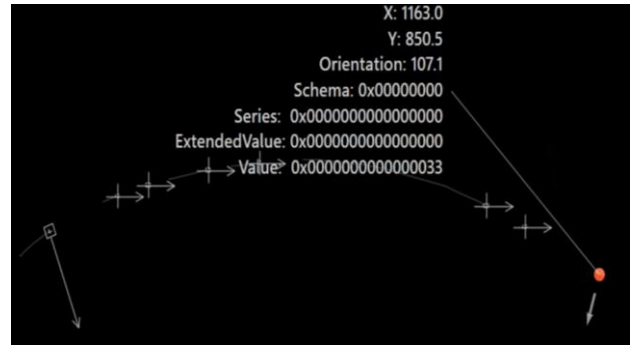 X: 1163.0
Y: 850.5
Orientation: 107.1
Schema: 0x00000000
Series: 0x0000000000000000
ExtendedValue: 0x0000000000000000
Value: 0x0000000000000033